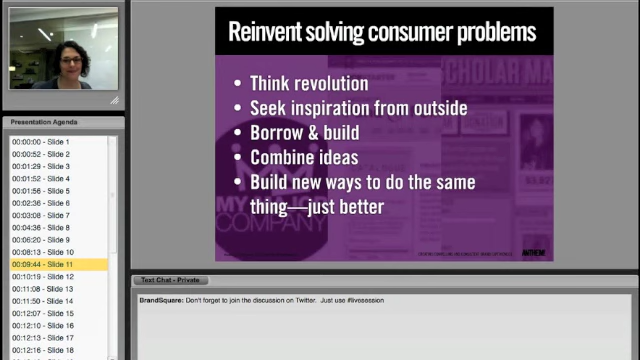 Reinvent solving consumer problems
• Think revolution
• Seek inspiration from outside
• Borrow & build
• Combine ideas
• Build new ways to do the same
thing—just better
SCHOLAR MA
MY
COMPANY
ANTHEM
Presentation Agenda
00:00:00 - Slide 1
00:00:52 - Slide 2
00:01:29 - Slide 3
00:01:52 - Slide 4
00:01:56 - Slide 5
00:02:36 - Slide 6
00:03:08 - Slide 7
00:04:36 - Slide 8
00:06:20 - Slide 9
00:08:13 - Slide 10
00:09:44 - Slide 11
00:10:19 - Slide 12
00:11:08 - Slide 13
00:11:50 - Slide 14
00:12:07 - Slide 15
00:12:10 - Slide 16
00:12:13 - Slide 17
00:12:16 - Slide 18
Text Chat - Private
BrandSquare: Don't forget to join the discussion on Twitter. Just use #livesession